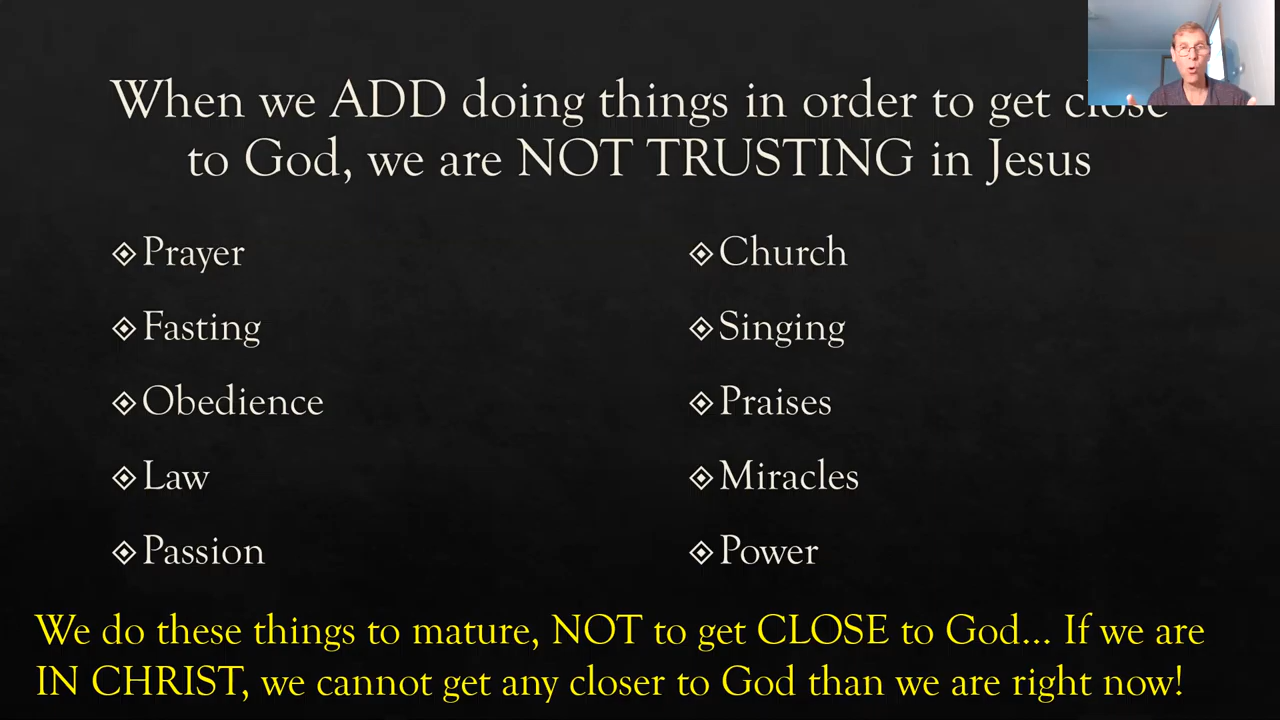 When we ADD doing things in order to get close
to God, we are NOT TRUSTING in Jesus
Prayer
Fasting
Obedience
Law
Passion
Church
Singing
Praises
Miracles
Power
We do these things to mature, NOT to get CLOSE to God... If we are
IN CHRIST, we cannot get any closer to God than we are right now!